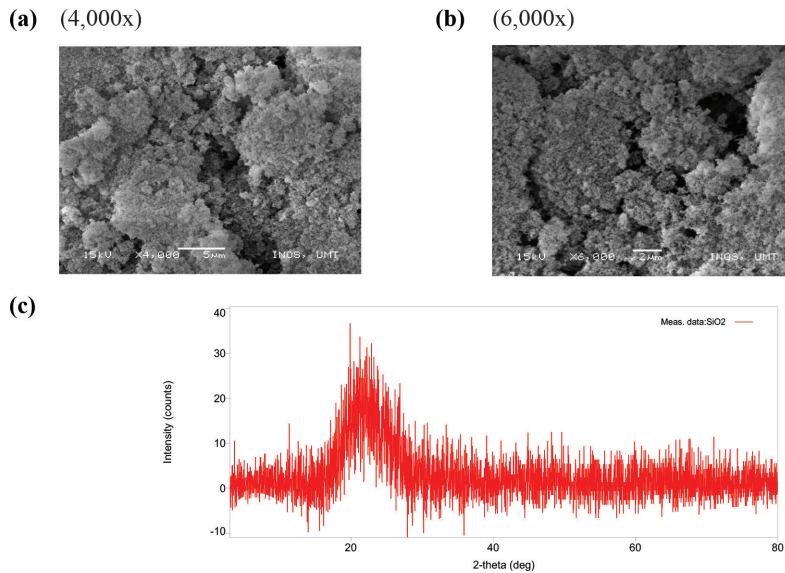 (a) (4,000x)
(b) (6,000x)
15kV X4,000 5µm INOS, UMT
15kV X6,000 2µm INOS, UMT
(c)
Meas. data:SiO2
Intensity (counts)
40
30
20
10
0
-10
20 40 60 80
2-theta (deg)